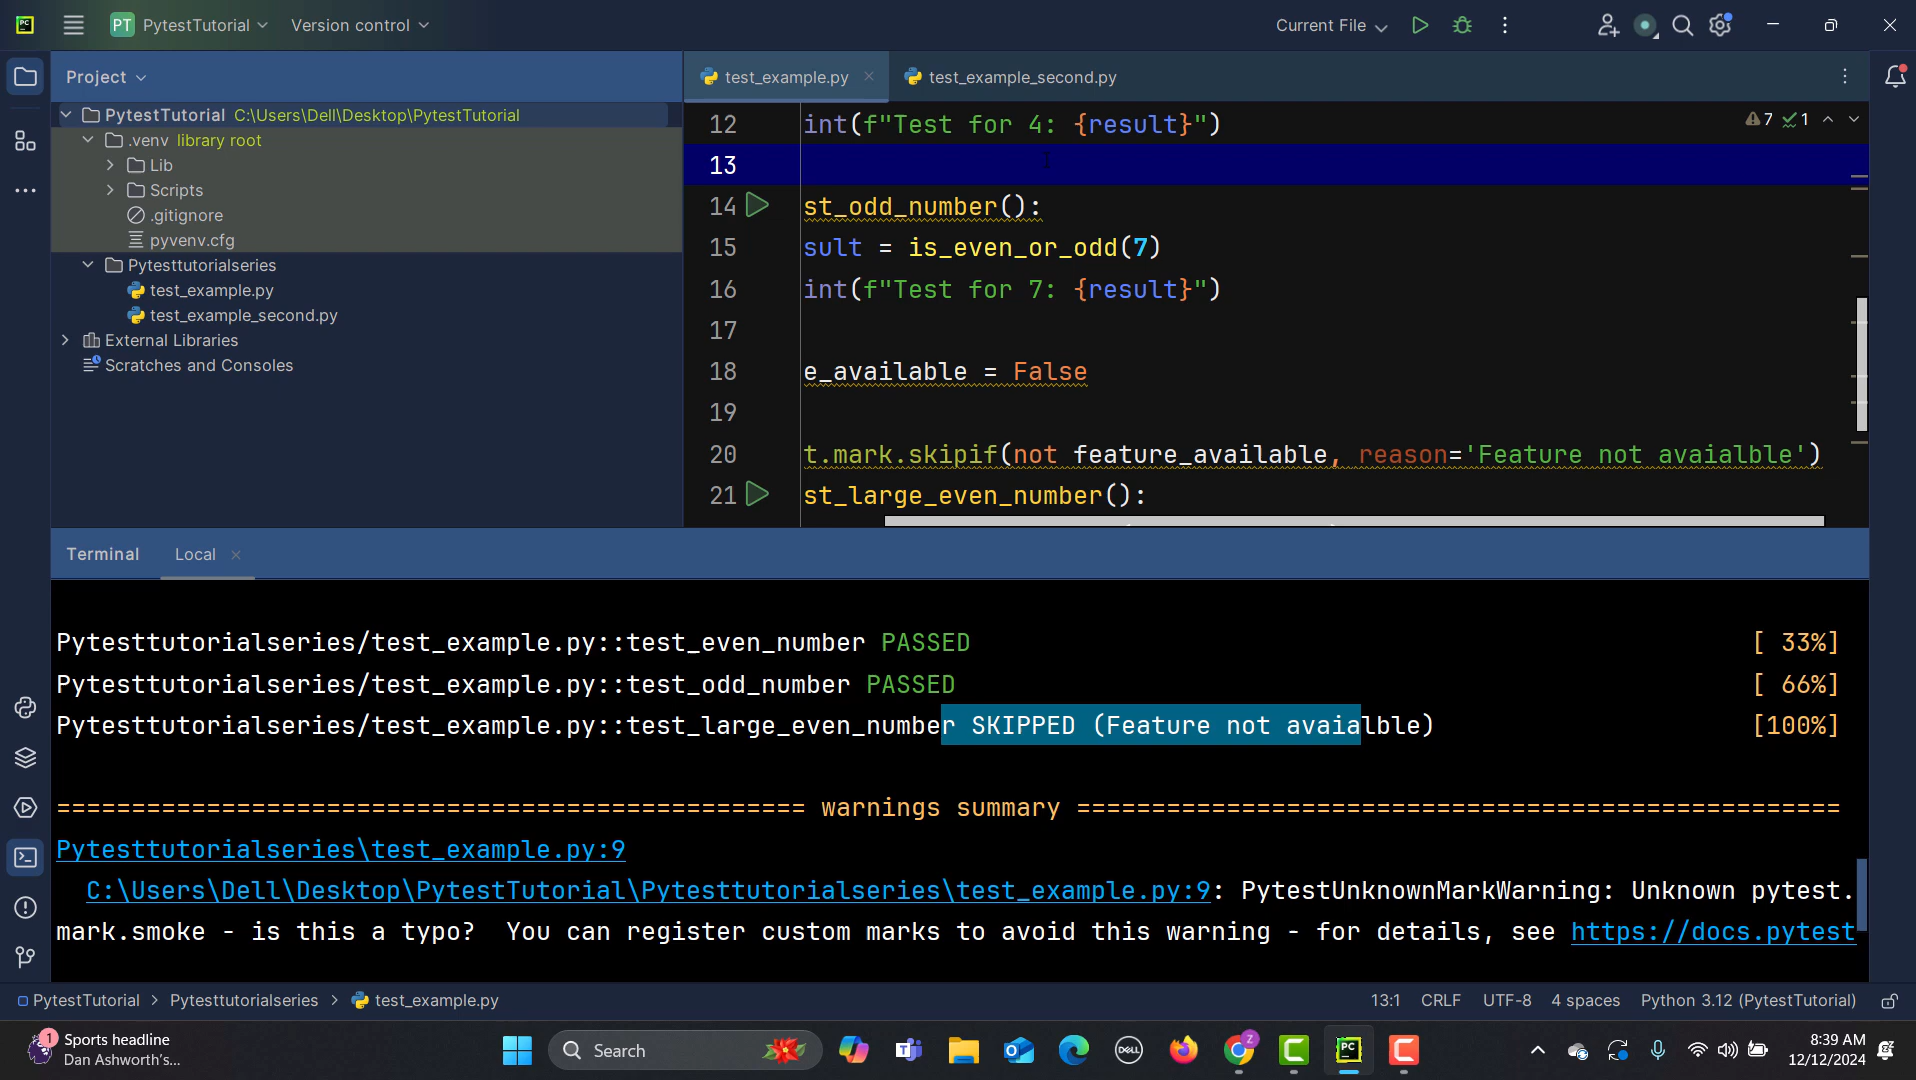 PC
PT PytestTutorial Version control Current File
Project
test_example.py test_example_second.py
PytestTutorial C:\Users\Dell\Desktop\PytestTutorial
.venv library root
Lib
Scripts
.gitignore
pyvenv.cfg
Pytesttutorialseries
test_example.py
test_example_second.py
External Libraries
Scratches and Consoles
7 1
12 int(f"Test for 4: {result}")
13
14 st_odd_number():
15 sult = is_even_or_odd(7)
16 int(f"Test for 7: {result}")
17
18 e_available = False
19
20 t.mark.skipif(not feature_available, reason='Feature not avaialble')
21 st_large_even_number():
Terminal Local
Pytesttutorialseries/test_example.py::test_even_number PASSED [ 33%]
Pytesttutorialseries/test_example.py::test_odd_number PASSED [ 66%]
Pytesttutorialseries/test_example.py::test_large_even_number SKIPPED (Feature not avaialble) [100%]
================================================== warnings summary ===================================================
Pytesttutorialseries\test_example.py:9
C:\Users\Dell\Desktop\PytestTutorial\Pytesttutorialseries\test_example.py:9: PytestUnknownMarkWarning: Unknown pytest.
mark.smoke - is this a typo?  You can register custom marks to avoid this warning - for details, see https://docs.pytest
PytestTutorial > Pytesttutorialseries > test_example.py 13:1 CRLF UTF-8 4 spaces Python 3.12 (PytestTutorial)
1 Sports headline
Dan Ashworth's...
Search
DELL
Z
PC
8:39 AM
12/12/2024